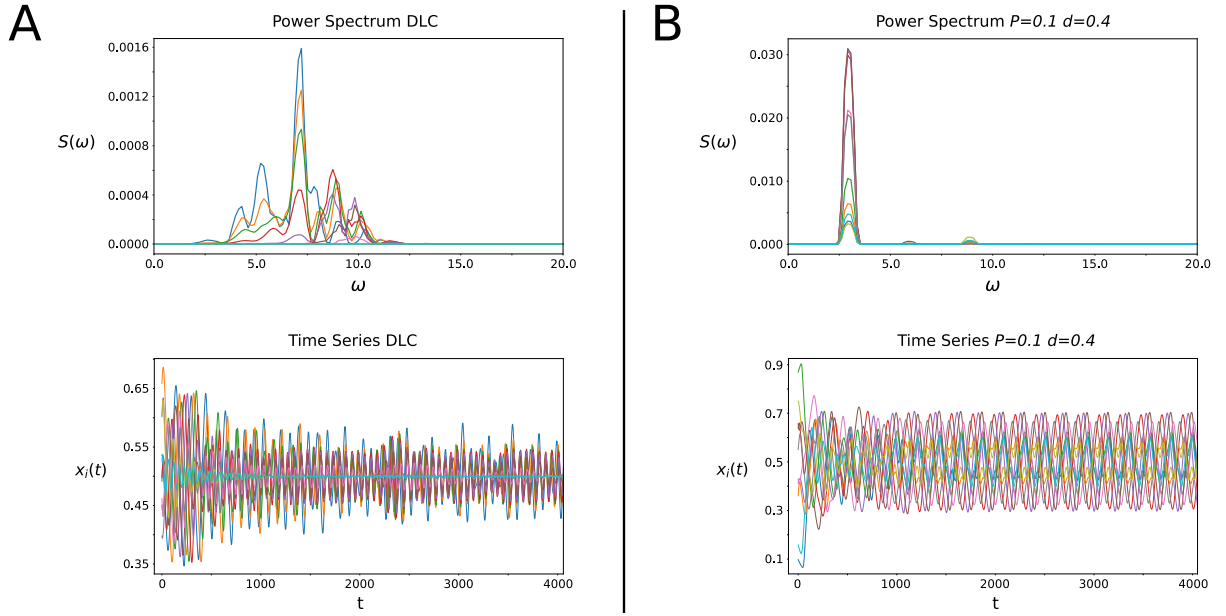 A
Power Spectrum DLC
0.0016
0.0012
0.0008
0.0004
0.0000
S(ω)
0.0 5.0 10.0 15.0 20.0
ω
Time Series DLC
0.65
0.55
0.45
0.35
x_i(t)
0 1000 2000 3000 4000
t
B
Power Spectrum P=0.1 d=0.4
0.030
0.020
0.010
0.000
S(ω)
0.0 5.0 10.0 15.0 20.0
ω
Time Series P=0.1 d=0.4
0.9
0.7
0.5
0.3
0.1
x_i(t)
0 1000 2000 3000 4000
t